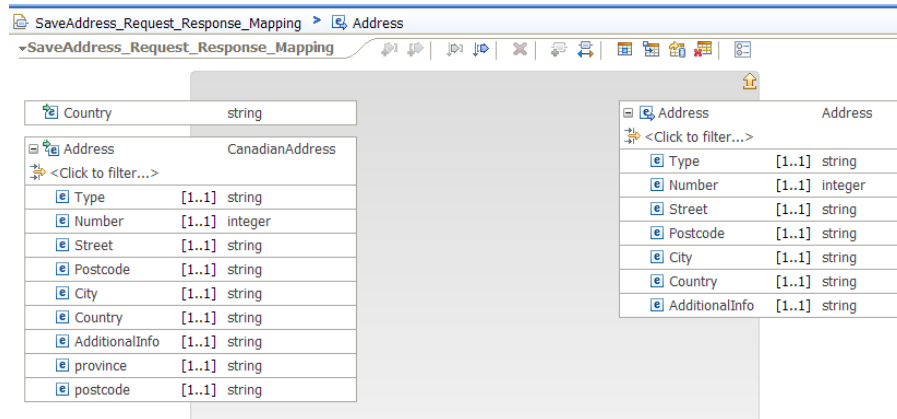 SaveAddress_Request_Response_Mapping > Address
SaveAddress_Request_Response_Mapping
Country string
Address CanadianAddress
<Click to filter...>
Type [1..1] string
Number [1..1] integer
Street [1..1] string
Postcode [1..1] string
City [1..1] string
Country [1..1] string
AdditionalInfo [1..1] string
province [1..1] string
postcode [1..1] string
Address Address
<Click to filter...>
Type [1..1] string
Number [1..1] integer
Street [1..1] string
Postcode [1..1] string
City [1..1] string
Country [1..1] string
AdditionalInfo [1..1] string